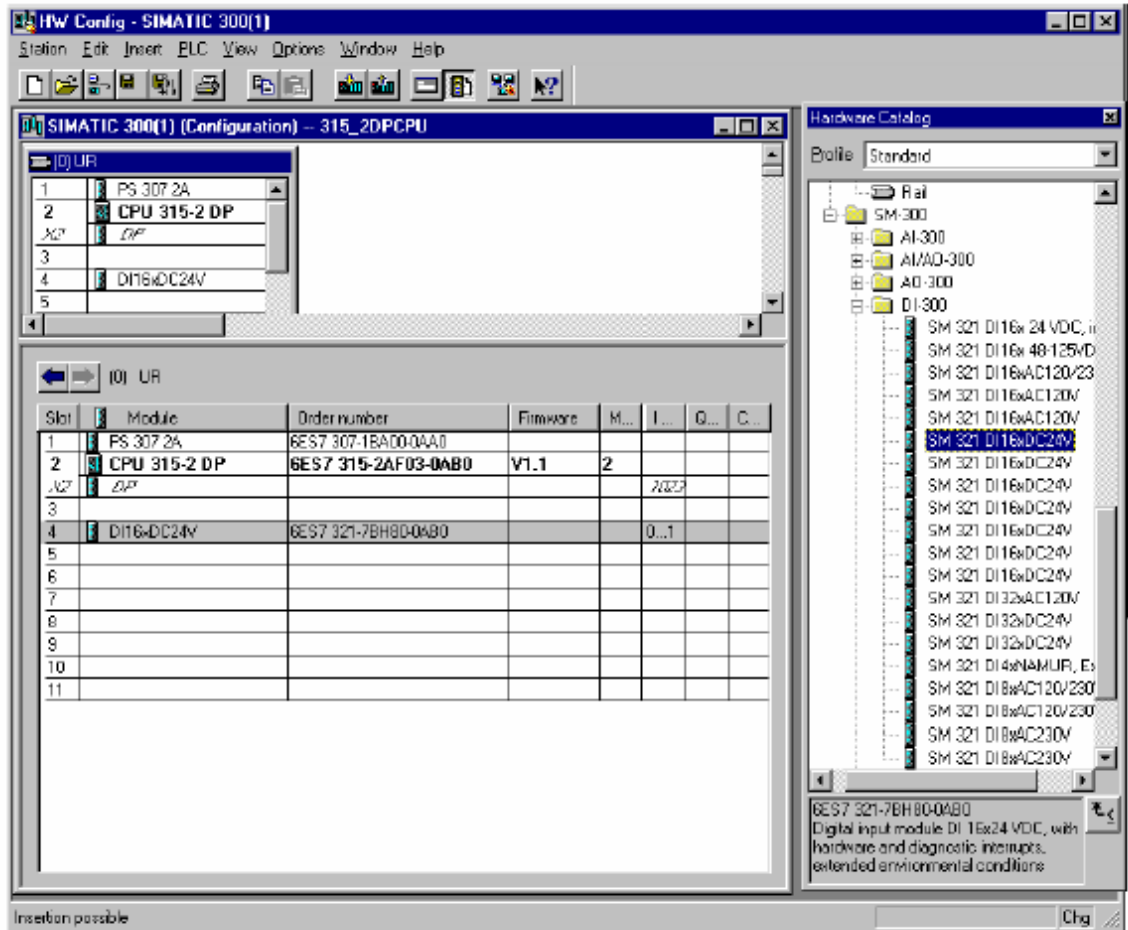 HW Config - SIMATIC 300(1)
Station Edit Insert PLC View Options Window Help
SIMATIC 300(1) (Configuration) -- 315_2DPCPU
(0) UR
1 PS 307 2A
2 CPU 315-2 DP
X2 DP
3
4 DI16xDC24V
5
(0) UR
Slot Module Order number Firmware M... I... Q... C...
1 PS 307 2A 6ES7 307-1BA00-0AA0
2 CPU 315-2 DP 6ES7 315-2AF03-0AB0 V1.1 2
X2 DP 1023
3
4 DI16xDC24V 6ES7 321-7BH80-0AB0 0...1
5
6
7
8
9
10
11
Insertion possible
Chg
Hardware Catalog
Profile Standard
Rail
SM-300
AI-300
AI/AO-300
AO-300
DI-300
SM 321 DI16x 24 VDC, i
SM 321 DI16x 48-125VD
SM 321 DI16xAC120/23
SM 321 DI16xAC120V
SM 321 DI16xAC120V
SM 321 DI16xDC24V
SM 321 DI16xDC24V
SM 321 DI16xDC24V
SM 321 DI16xDC24V
SM 321 DI16xDC24V
SM 321 DI16xDC24V
SM 321 DI16xDC24V
SM 321 DI32xAC120V
SM 321 DI32xDC24V
SM 321 DI32xDC24V
SM 321 DI4xNAMUR, Ex
SM 321 DI8xAC120/230
SM 321 DI8xAC120/230
SM 321 DI8xAC230V
SM 321 DI8xAC230V
6ES7 321-7BH80-0AB0
Digital input module DI 16x24 VDC, with
hardware and diagnostic interrupts,
extended environmental conditions